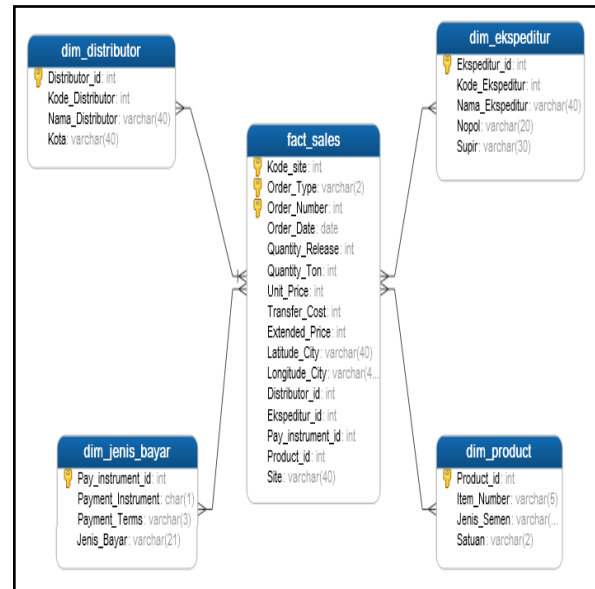 dim_distributor
Distributor_id: int
Kode_Distributor: int
Nama_Distributor: varchar(40)
Kota: varchar(40)
dim_ekspeditur
Ekspeditur_id: int
Kode_Ekspeditur: int
Nama_Ekspeditur: varchar(40)
Nopol: varchar(20)
Supir: varchar(30)
fact_sales
Kode_site: int
Order_Type: varchar(2)
Order_Number: int
Order_Date: date
Quantity_Release: int
Quantity_Ton: int
Unit_Price: int
Transfer_Cost: int
Extended_Price: int
Latitude_City: varchar(40)
Longitude_City: varchar(4...
Distributor_id: int
Ekspeditur_id: int
Pay_instrument_id: int
Product_id: int
Site: varchar(40)
dim_jenis_bayar
Pay_instrument_id: int
Payment_Instrument: char(1)
Payment_Terms: varchar(3)
Jenis_Bayar: varchar(21)
dim_product
Product_id: int
Item_Number: varchar(5)
Jenis_Semen: varchar(...
Satuan: varchar(2)